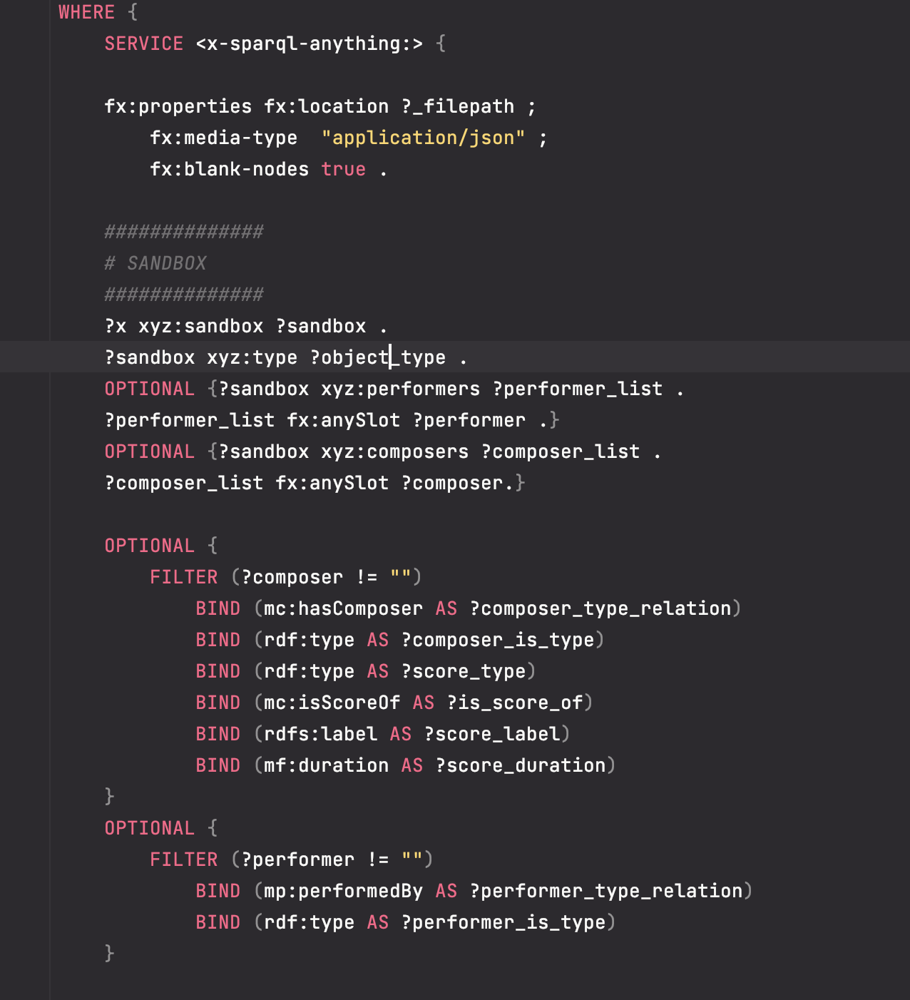 WHERE {
SERVICE <x-sparql-anything:> {
fx:properties fx:location ?_filepath ;
fx:media-type  "application/json" ;
fx:blank-nodes true .
##############
# SANDBOX
##############
?x xyz:sandbox ?sandbox .
?sandbox xyz:type ?object_type .
OPTIONAL {?sandbox xyz:performers ?performer_list .
?performer_list fx:anySlot ?performer .}
OPTIONAL {?sandbox xyz:composers ?composer_list .
?composer_list fx:anySlot ?composer.}
OPTIONAL {
FILTER (?composer != "")
BIND (mc:hasComposer AS ?composer_type_relation)
BIND (rdf:type AS ?composer_is_type)
BIND (rdf:type AS ?score_type)
BIND (mc:isScoreOf AS ?is_score_of)
BIND (rdfs:label AS ?score_label)
BIND (mf:duration AS ?score_duration)
}
OPTIONAL {
FILTER (?performer != "")
BIND (mp:performedBy AS ?performer_type_relation)
BIND (rdf:type AS ?performer_is_type)
}